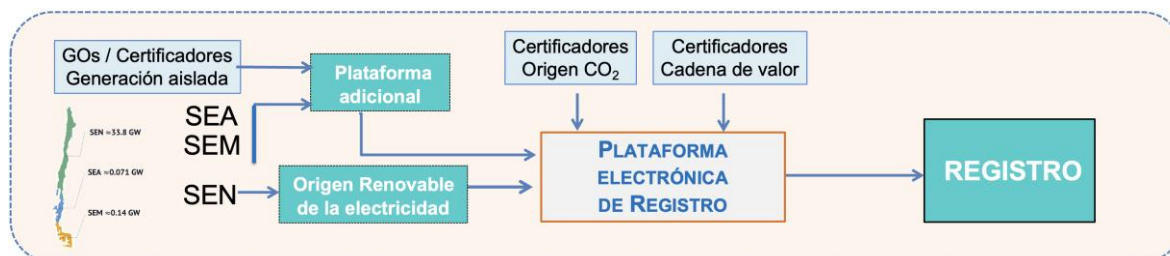 GOs / Certificadores
Generación aislada
Plataforma
adicional
Certificadores
Origen CO₂
Certificadores
Cadena de valor
SEN ≈33.8 GW
SEA ≈0.071 GW
SEM ≈0.14 GW
SEA
SEM
SEN
Origen Renovable
de la electricidad
PLATAFORMA
ELECTRÓNICA
DE REGISTRO
REGISTRO